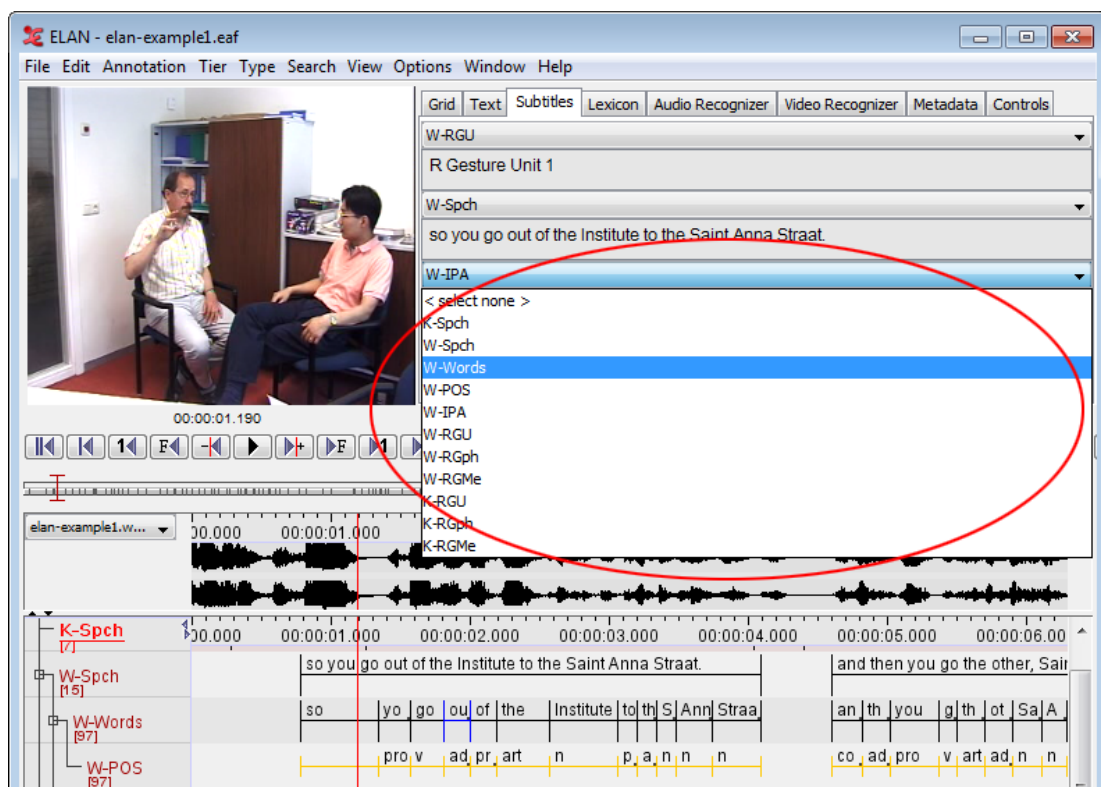 ELAN - elan-example1.eaf
File Edit Annotation Tier Type Search View Options Window Help
Grid Text Subtitles Lexicon Audio Recognizer Video Recognizer Metadata Controls
W-RGU
R Gesture Unit 1
W-Spch
so you go out of the Institute to the Saint Anna Straat.
W-IPA
< select none >
K-Spch
W-Spch
W-Words
W-POS
W-IPA
W-RGU
W-RGph
W-RGMe
K-RGU
K-RGph
K-RGMe
00:00:01.190
elan-example1.w...
00.000 00:00:01.000
K-Spch
[7]
00.000 00:00:01.000 00:00:02.000 00:00:03.000 00:00:04.000 00:00:05.000 00:00:06.00
W-Spch
[15]
so you go out of the Institute to the Saint Anna Straat. and then you go the other, Sain
W-Words
[97]
so yo go ou of the Institute to th S Ann Straa an th you g th ot Sa A
W-POS
[97]
pro v ad pr art n p a n n n co ad pro v art ad n n